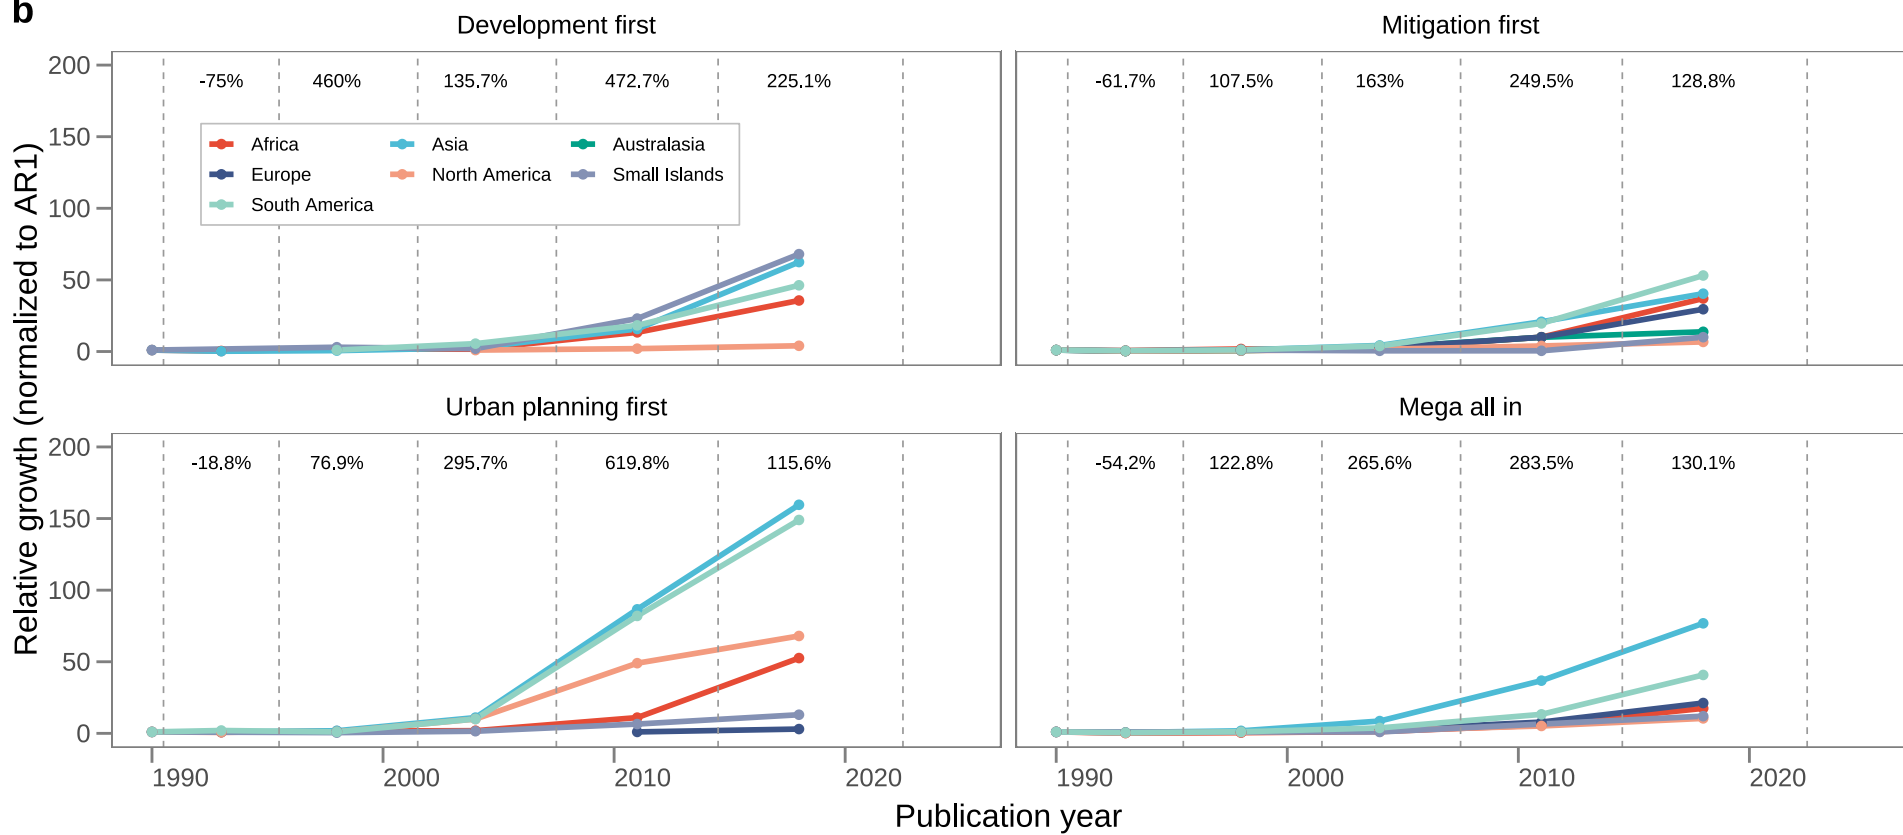 b
Development first
Mitigation first
200
150
100
50
0
-75% 460% 135.7% 472.7% 225.1%
-61.7% 107.5% 163% 249.5% 128.8%
Africa Asia Australasia
Europe North America Small Islands
South America
Relative growth (normalized to AR1)
Urban planning first
Mega all in
200
150
100
50
0
-18.8% 76.9% 295.7% 619.8% 115.6%
-54.2% 122.8% 265.6% 283.5% 130.1%
1990 2000 2010 2020
1990 2000 2010 2020
Publication year